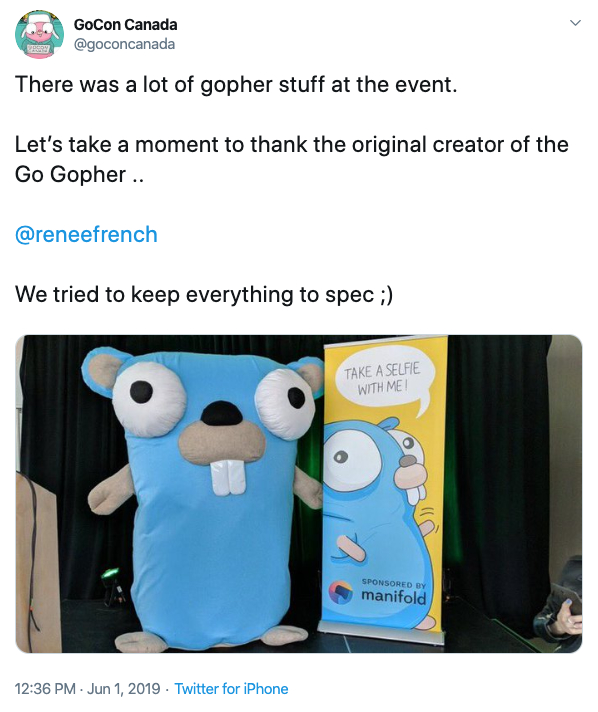 GoCon Canada
@goconcanada
There was a lot of gopher stuff at the event.
Let’s take a moment to thank the original creator of the
Go Gopher ..
@reneefrench
We tried to keep everything to spec ;)
TAKE A SELFIE
WITH ME!
SPONSORED BY
manifold
12:36 PM · Jun 1, 2019 · Twitter for iPhone